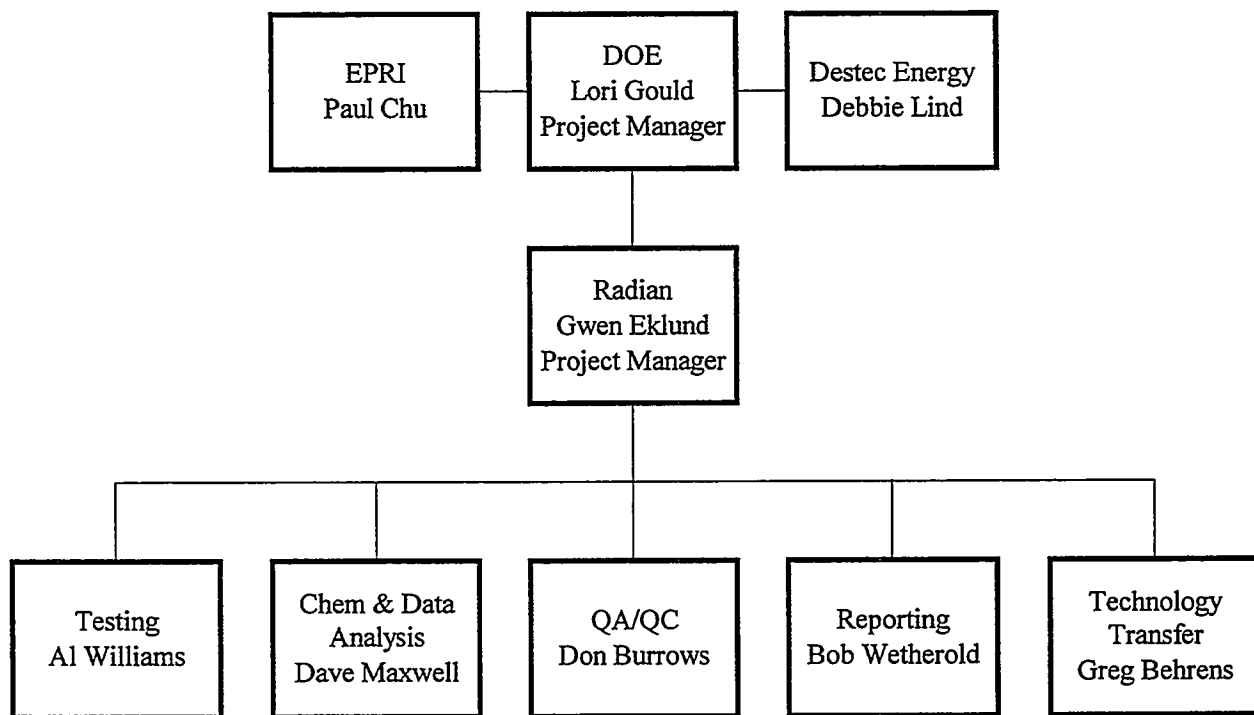 EPRI
Paul Chu
DOE
Lori Gould
Project Manager
Destec Energy
Debbie Lind
Radian
Gwen Eklund
Project Manager
Testing
Al Williams
Chem & Data
Analysis
Dave Maxwell
QA/QC
Don Burrows
Reporting
Bob Wetherold
Technology
Transfer
Greg Behrens